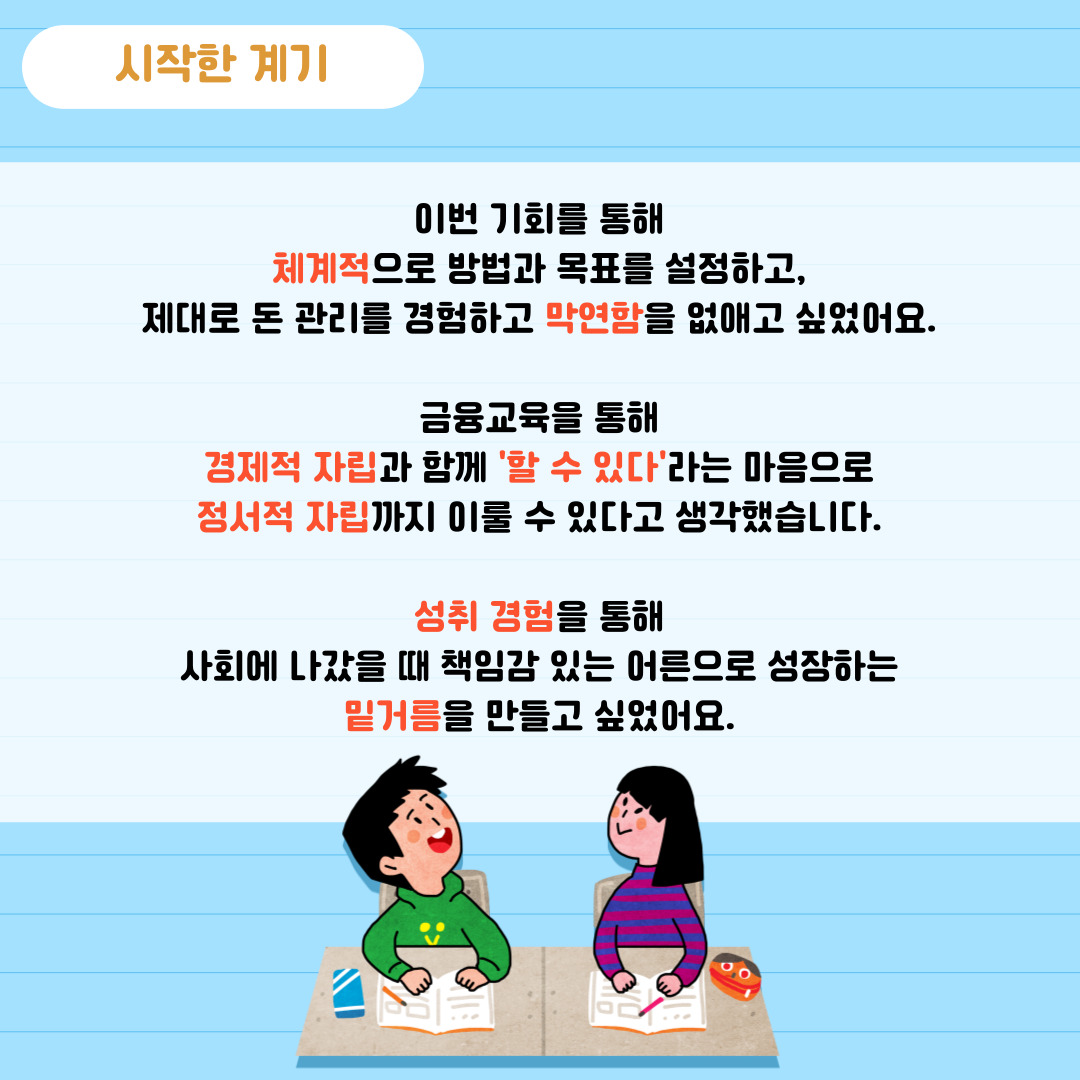 시작한 계기
이번 기회를 통해
체계적으로 방법과 목표를 설정하고,
제대로 돈 관리를 경험하고 막연함을 없애고 싶었어요.
금융교육을 통해
경제적 자립과 함께 '할 수 있다'라는 마음으로
정서적 자립까지 이룰 수 있다고 생각했습니다.
성취 경험을 통해
사회에 나갔을 때 책임감 있는 어른으로 성장하는
밑거름을 만들고 싶었어요.